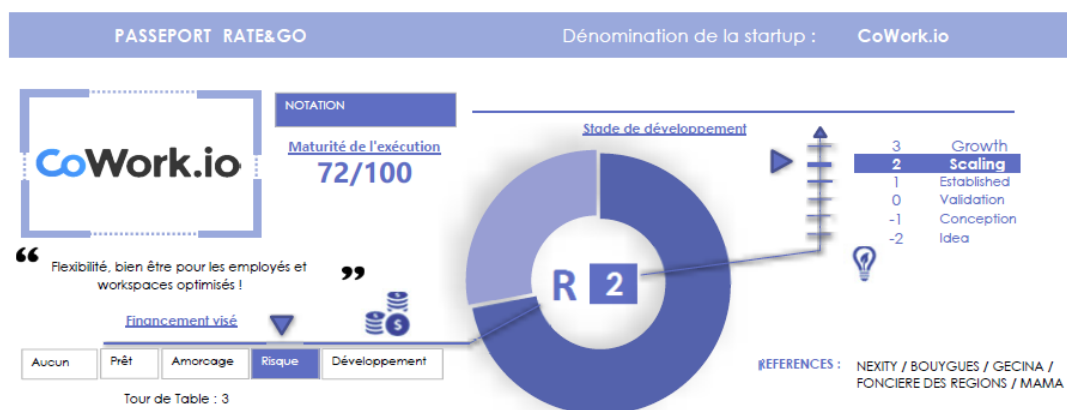 PASSEPORT RATE&GO
Dénomination de la startup :
CoWork.io
CoWork.io
NOTATION
Maturité de l'exécution
72/100
Stade de développement
3 Growth
2 Scaling
1 Established
0 Validation
-1 Conception
-2 Idea
R 2
“ Flexibilité, bien être pour les employés et
workspaces optimisés ! ”
Financement visé
Aucun
Prêt
Amorcage
Risque
Développement
Tour de Table : 3
REFERENCES :
NEXITY / BOUYGUES / GECINA /
FONCIERE DES REGIONS / MAMA